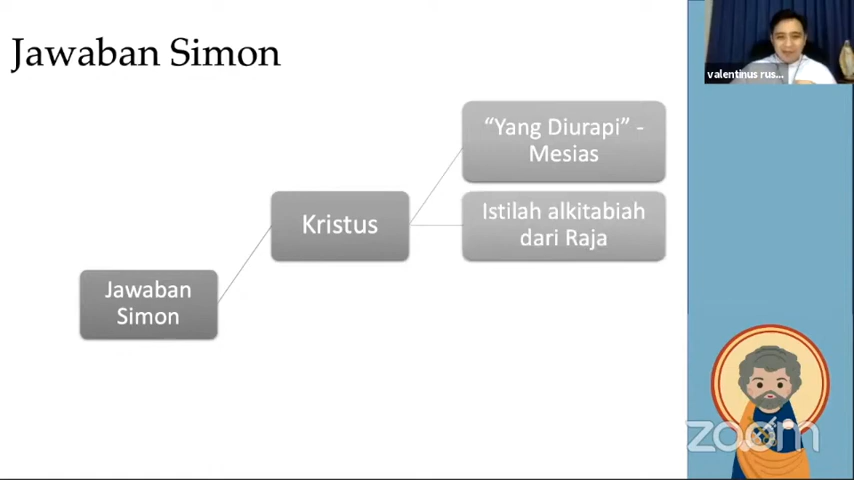 Jawaban Simon
valentinus rus...
“Yang Diurapi” -
Mesias
Kristus
Istilah alkitabiah
dari Raja
Jawaban
Simon
zoom